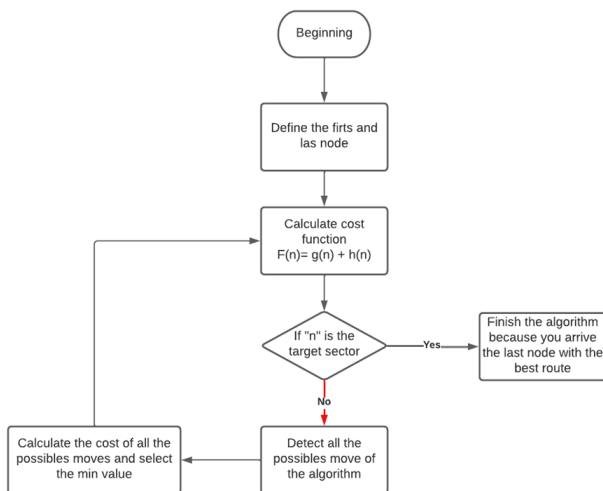 Beginning
Define the firts and
las node
Calculate cost
function
F(n)= g(n) + h(n)
If "n" is the
target sector
Yes
Finish the algorithm
because you arrive
the last node with the
best route
No
Detect all the
possibles move of
the algorithm
Calculate the cost of all the
possibles moves and select
the min value